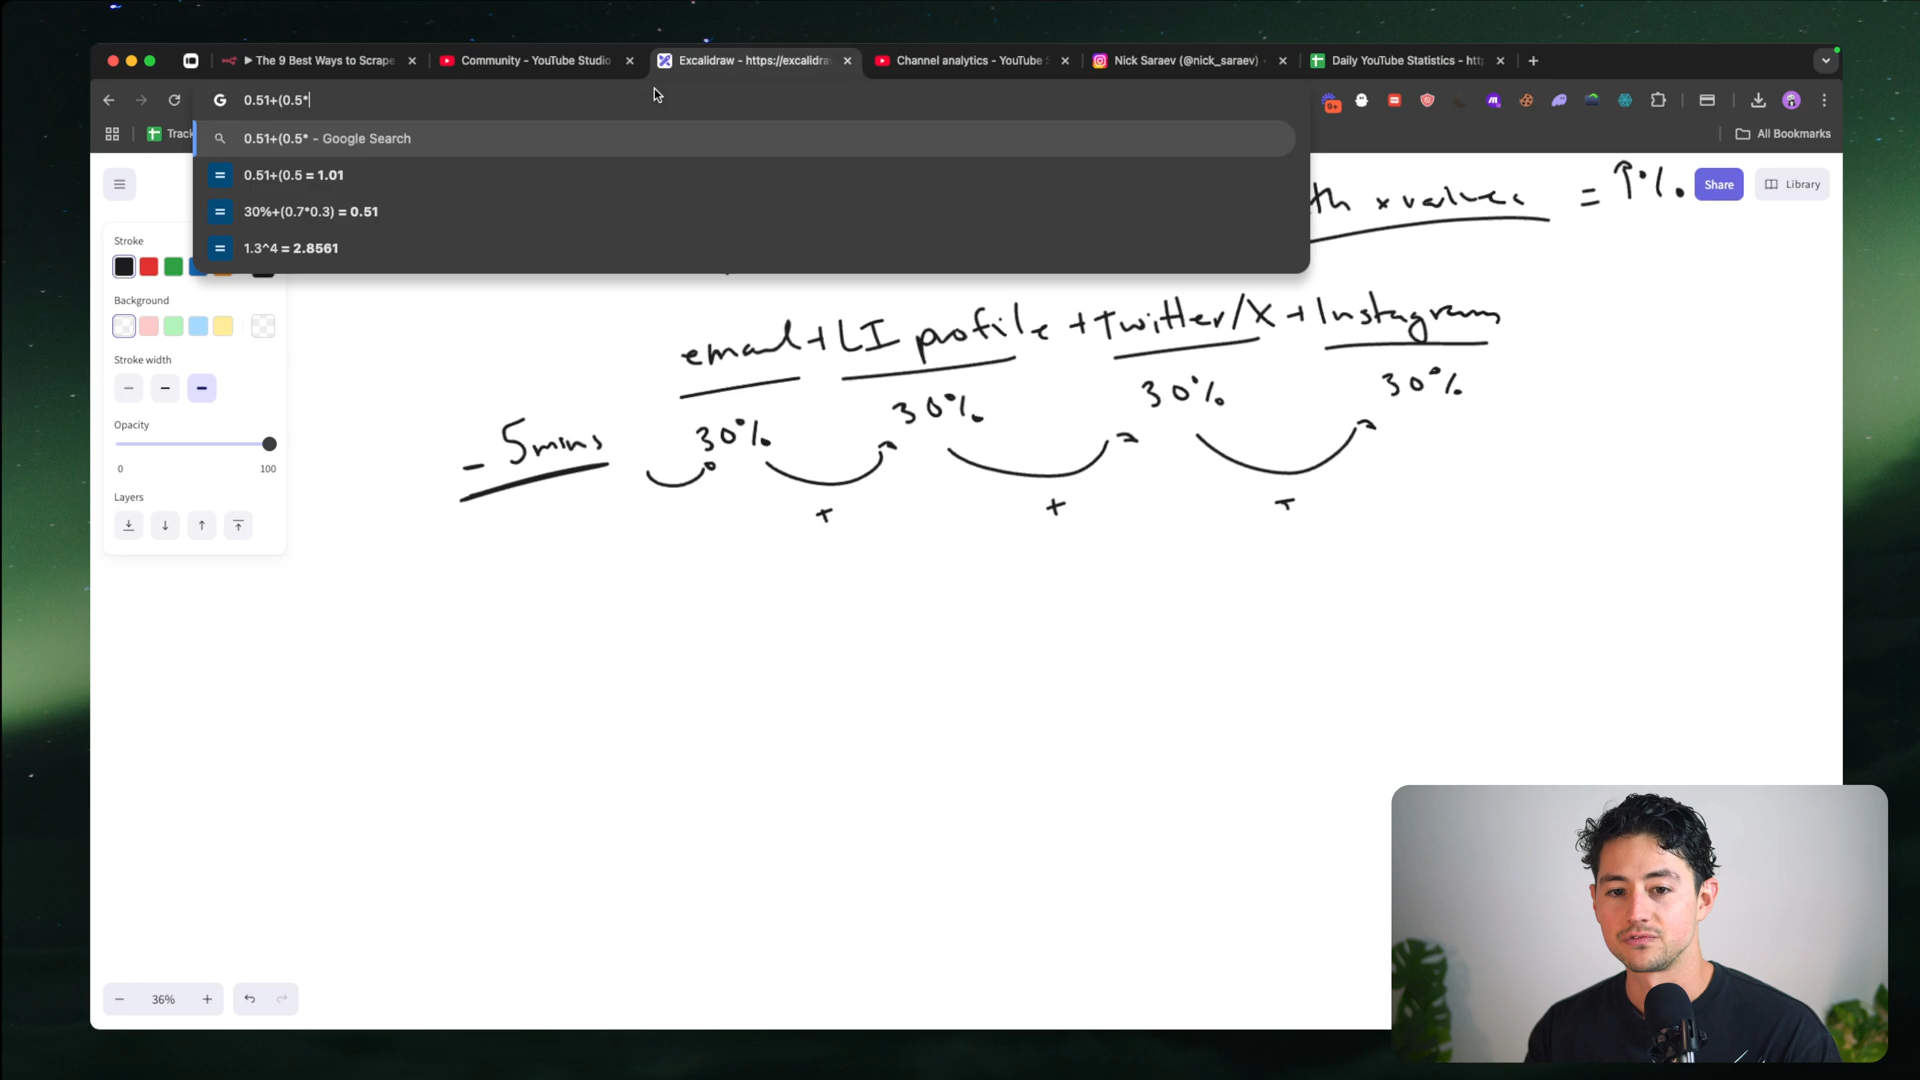 ▶ The 9 Best Ways to Scrape
Community - YouTube Studio
Excalidraw - https://excalidra
Channel analytics - YouTube S
Nick Saraev (@nick_saraev)
Daily YouTube Statistics - htt
0.51+(0.5*
9+
Track
All Bookmarks
0.51+(0.5* - Google Search
0.51+(0.5 = 1.01
30%+(0.7*0.3) = 0.51
1.3^4 = 2.8561
x values = ↑%
Share
Library
Stroke
Background
Stroke width
Opacity
0 100
Layers
email + LI profile + twitter/X + Instagram
- 5mins 30% 30% 30% 30%
+ + +
36%